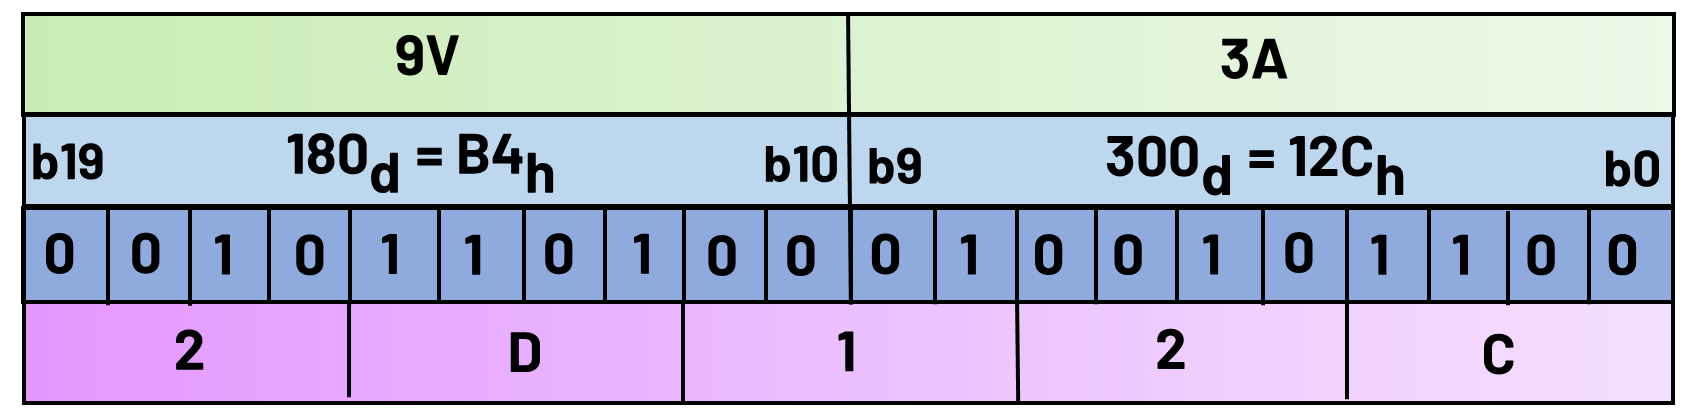 9V 3A
b19 180d = B4h b10 b9 300d = 12Ch b0
0 0 1 0 1 1 0 1 0 0 0 1 0 0 1 0 1 1 0 0
2 D 1 2 C